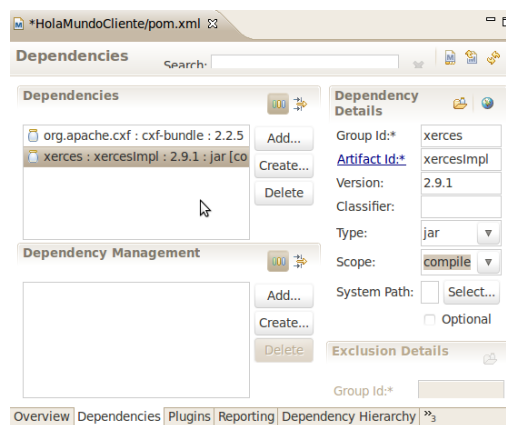 *HolaMundoCliente/pom.xml
Dependencies
Search:
Dependencies
org.apache.cxf : cxf-bundle : 2.2.5
xerces : xercesImpl : 2.9.1 : jar [co
Add...
Create...
Delete
Dependency Details
Group Id:* xerces
Artifact Id:* xercesImpl
Version: 2.9.1
Classifier:
Type: jar
Scope: compile
System Path: Select...
Optional
Dependency Management
Add...
Create...
Delete
Exclusion Details
Group Id:*
Overview Dependencies Plugins Reporting Dependency Hierarchy »3